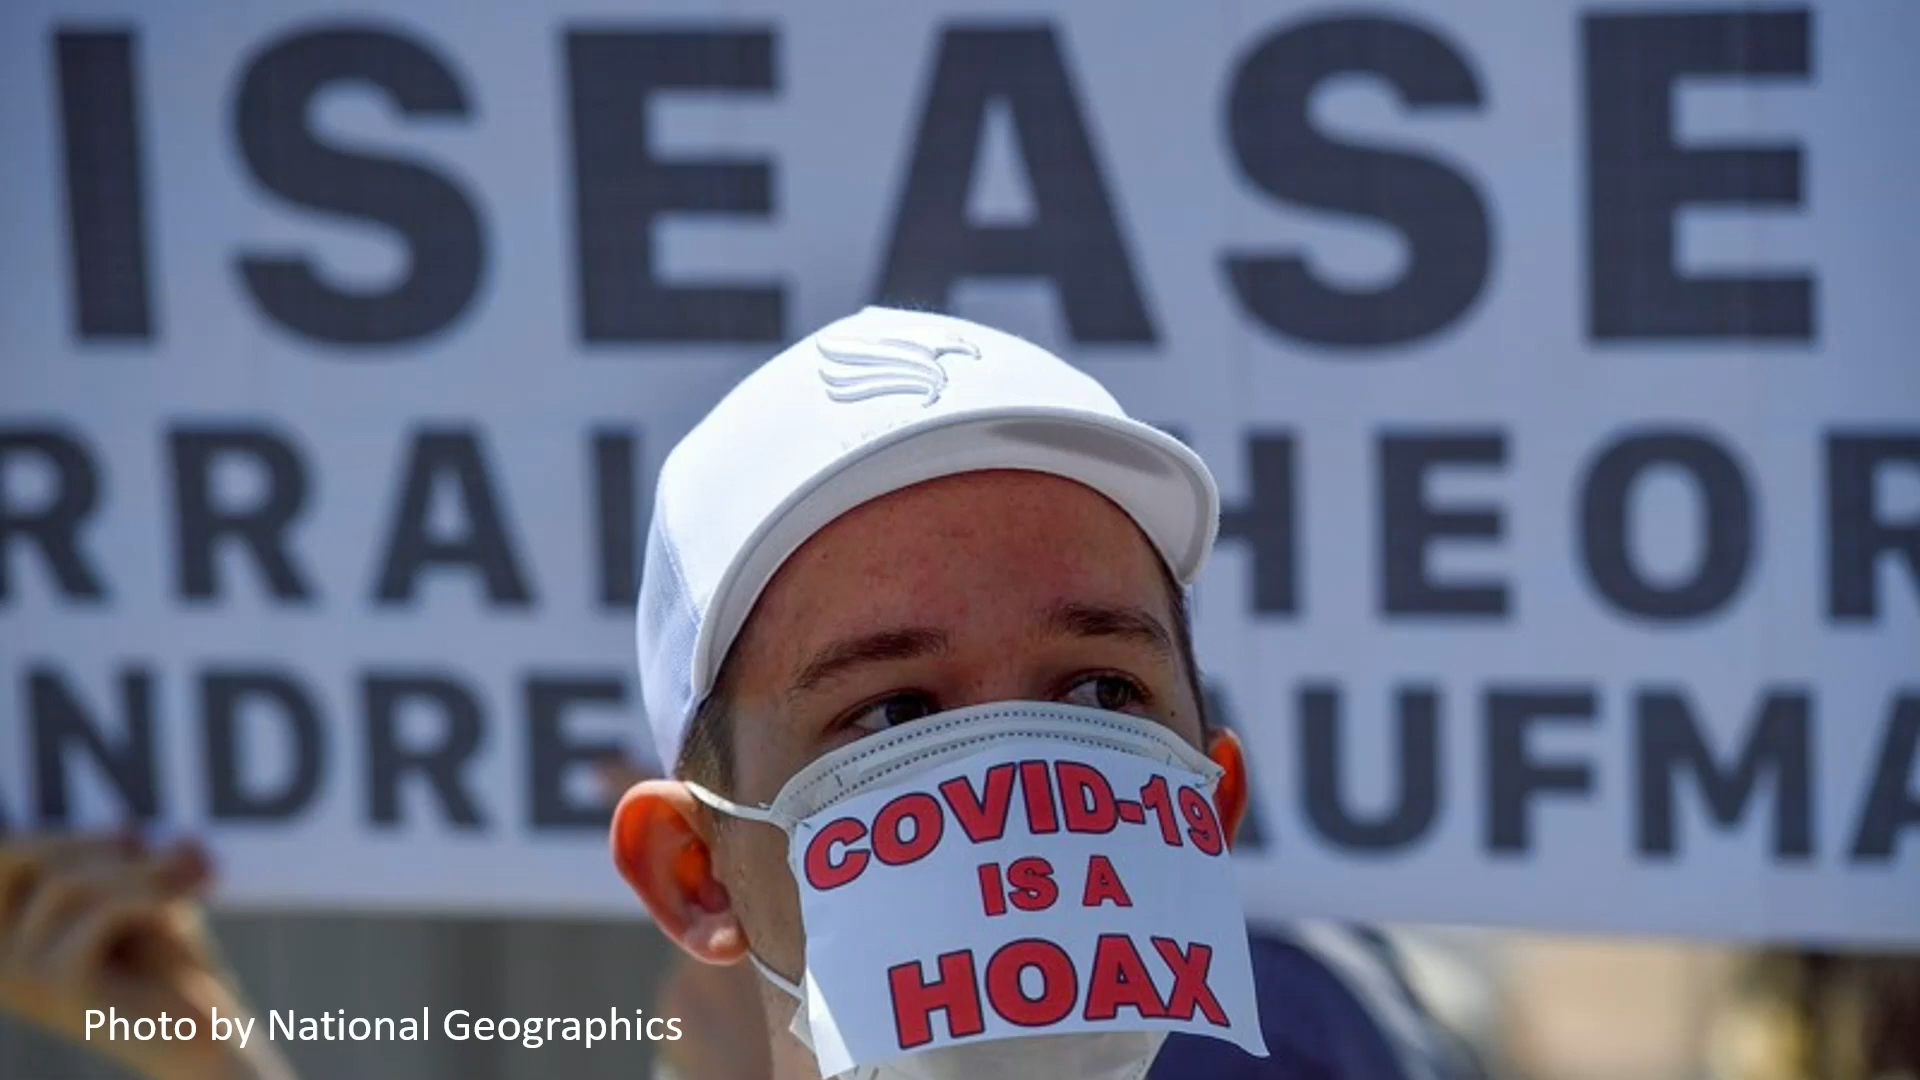 ISEASE
RRAI HEOR
NDRE AUFMA
COVID-19
IS A
HOAX
Photo by National Geographics